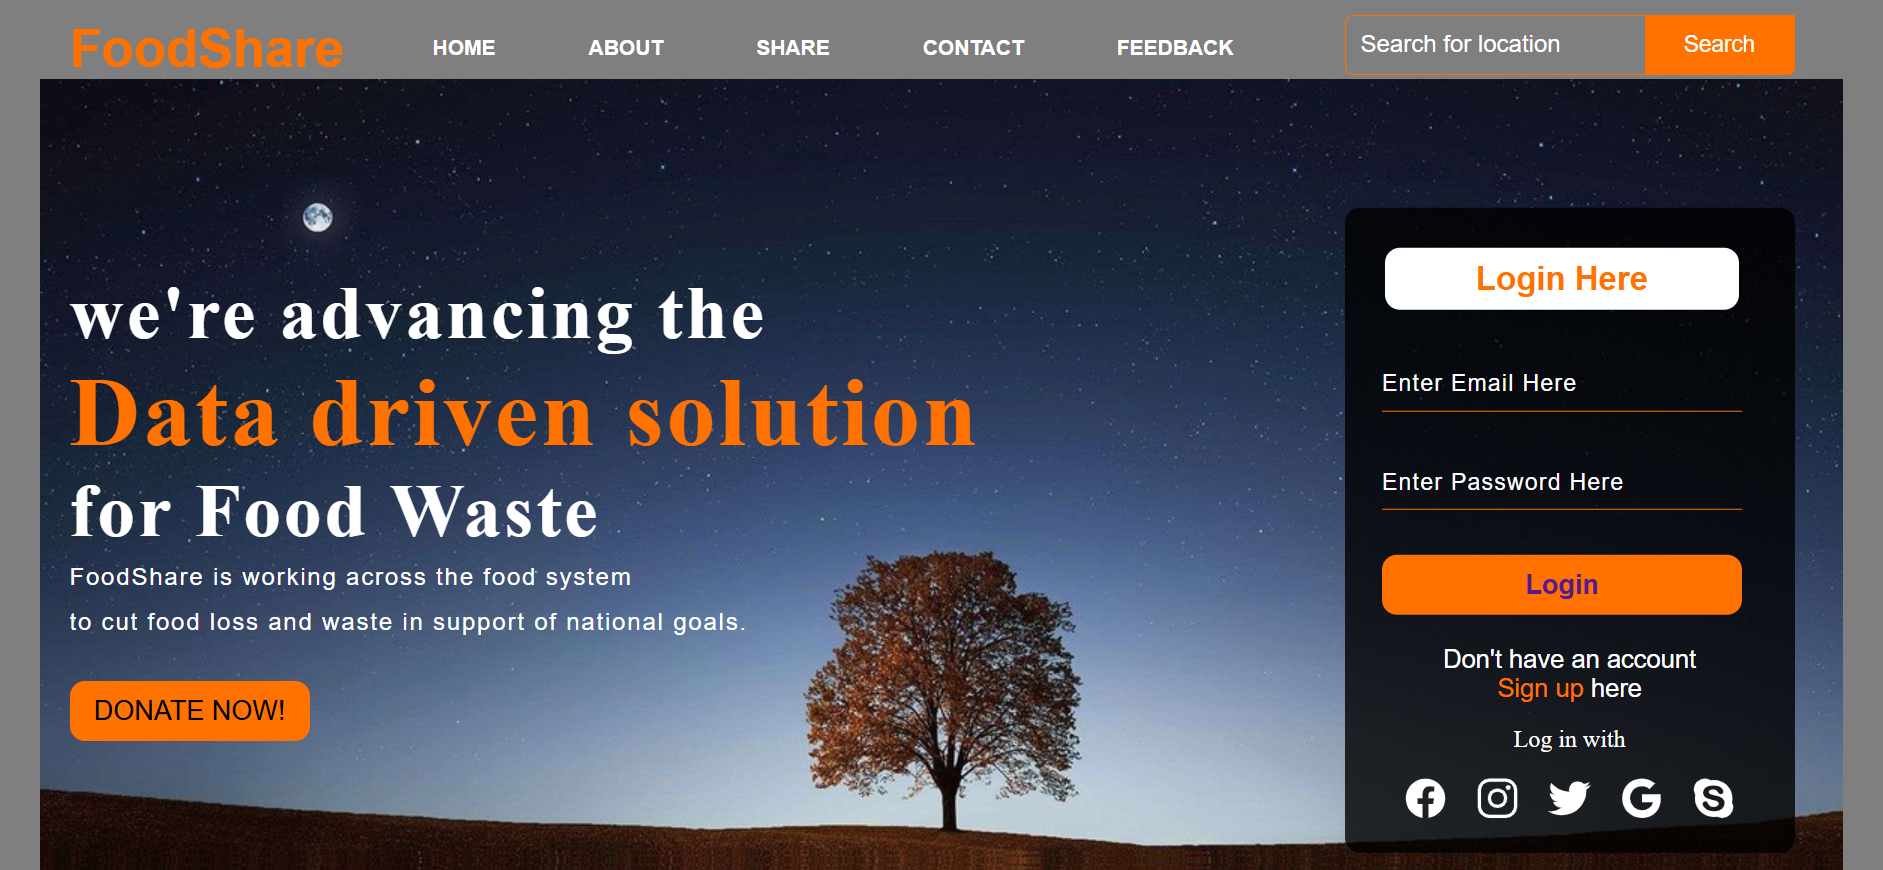 FoodShare HOME ABOUT SHARE CONTACT FEEDBACK Search for location Search
we're advancing the
Data driven solution
for Food Waste
FoodShare is working across the food system
to cut food loss and waste in support of national goals.
DONATE NOW!
Login Here
Enter Email Here
Enter Password Here
Login
Don't have an account
Sign up here
Log in with